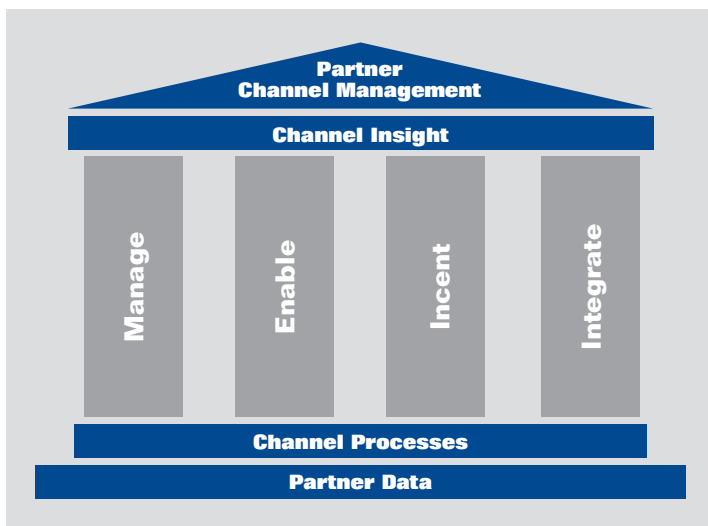 Partner
Channel Management
Channel Insight
Manage
Enable
Incent
Integrate
Channel Processes
Partner Data